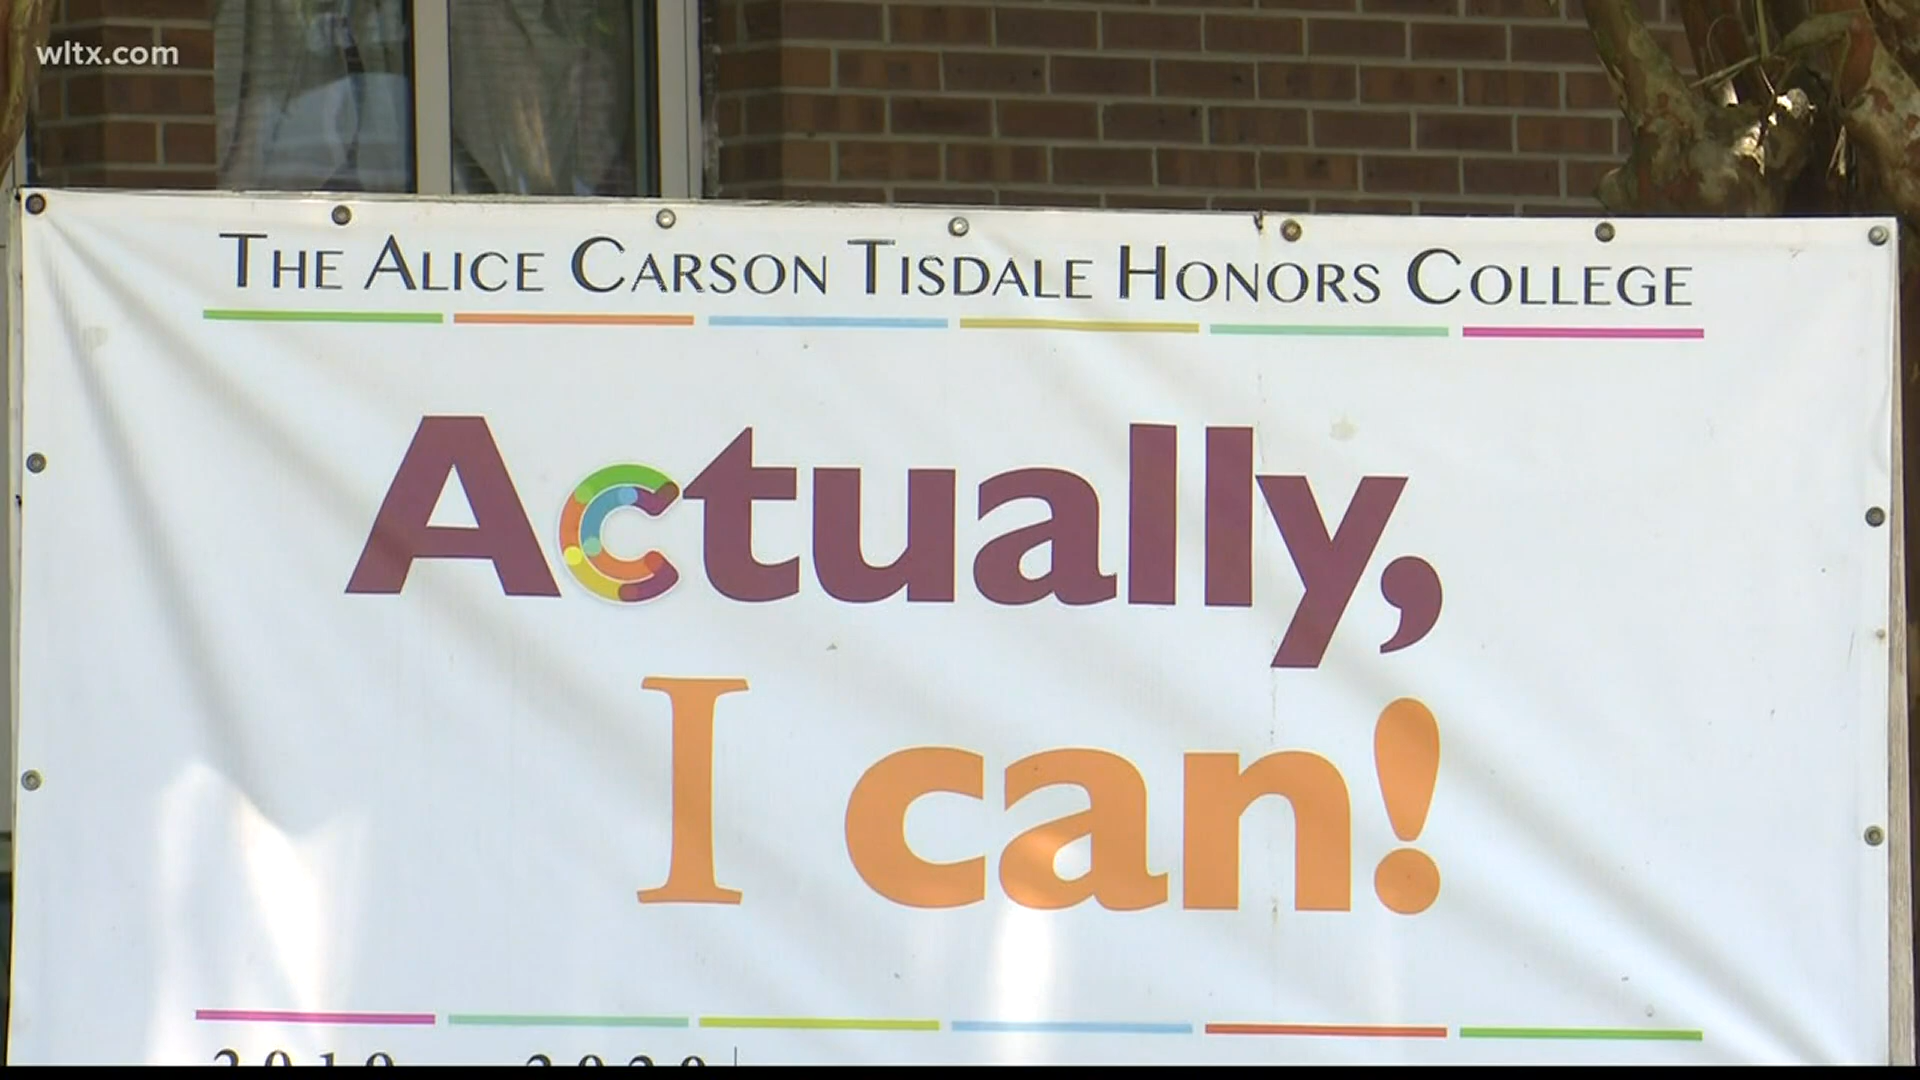 wltx.com
THE ALICE CARSON TISDALE HONORS COLLEGE
Actually,
I can!
2019 2020